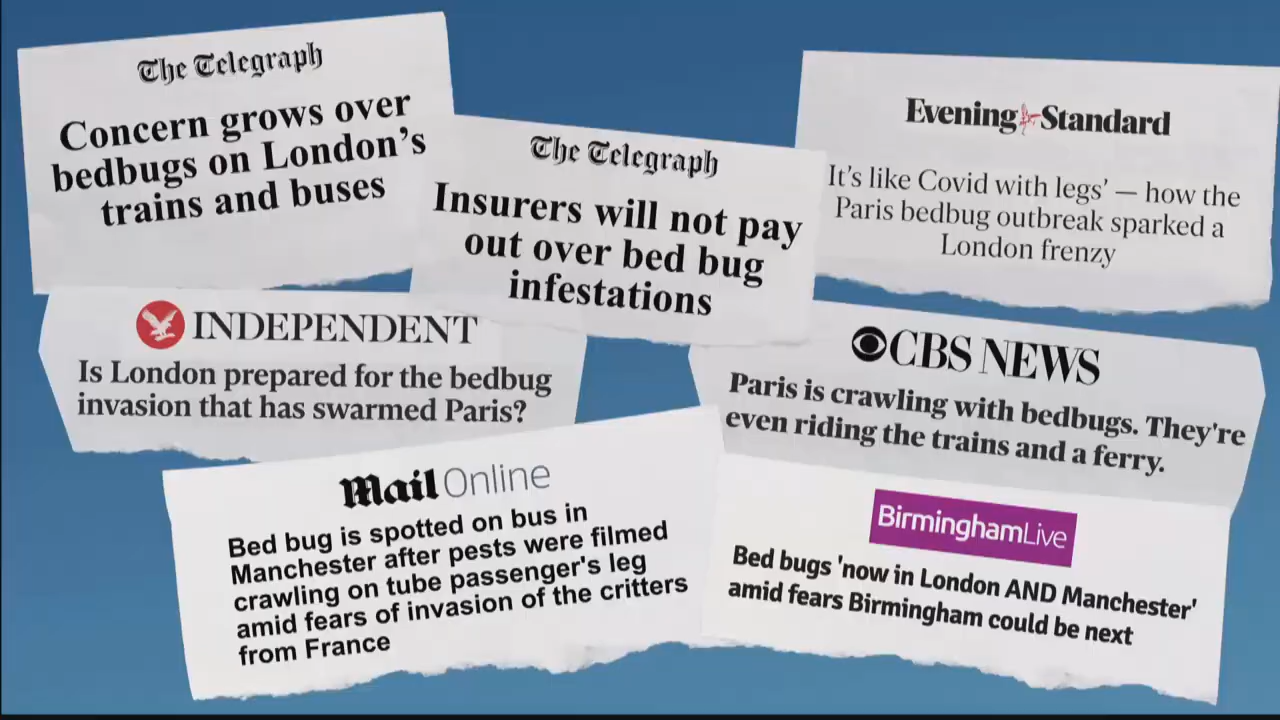 The Telegraph
Concern grows over
bedbugs on London's
trains and buses
The Telegraph
Insurers will not pay
out over bed bug
infestations
Evening Standard
It's like Covid with legs' — how the
Paris bedbug outbreak sparked a
London frenzy
INDEPENDENT
Is London prepared for the bedbug
invasion that has swarmed Paris?
CBS NEWS
Paris is crawling with bedbugs. They're
even riding the trains and a ferry.
Mail Online
Bed bug is spotted on bus in
Manchester after pests were filmed
crawling on tube passenger's leg
amid fears of invasion of the critters
from France
BirminghamLive
Bed bugs 'now in London AND Manchester'
amid fears Birmingham could be next